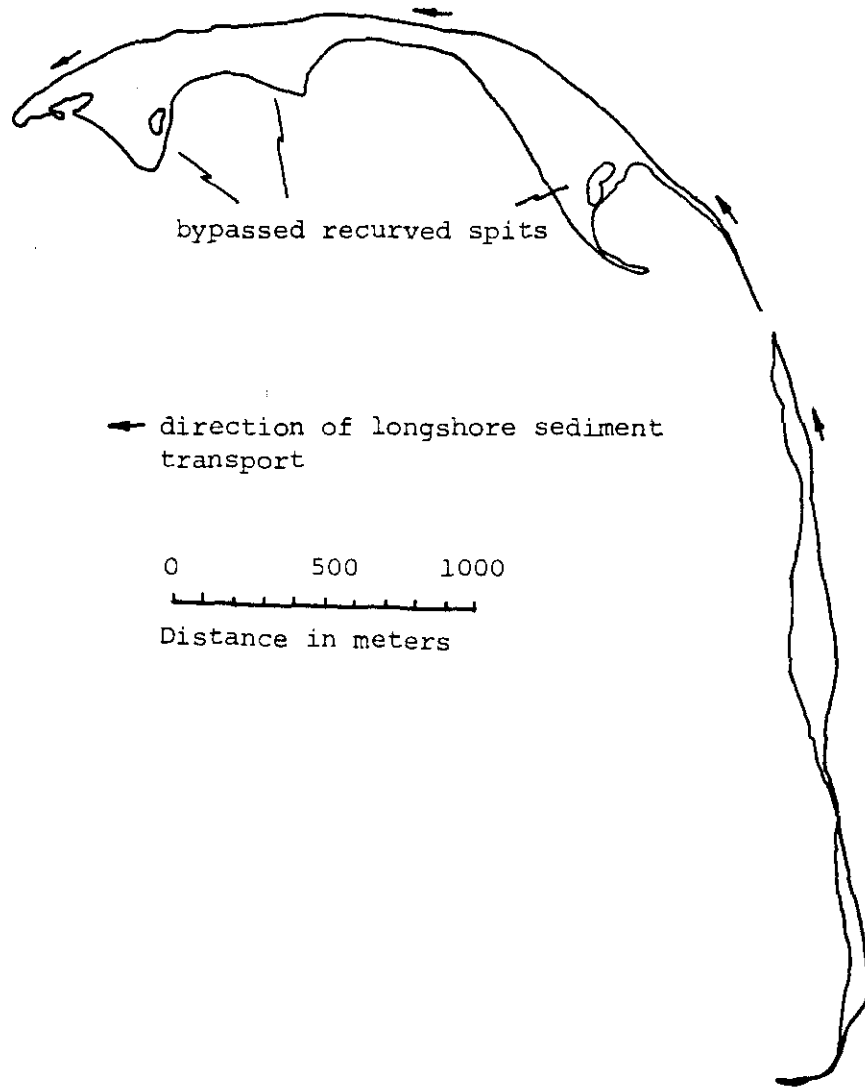 bypassed recurved spits
direction of longshore sediment
transport
0 500 1000
Distance in meters